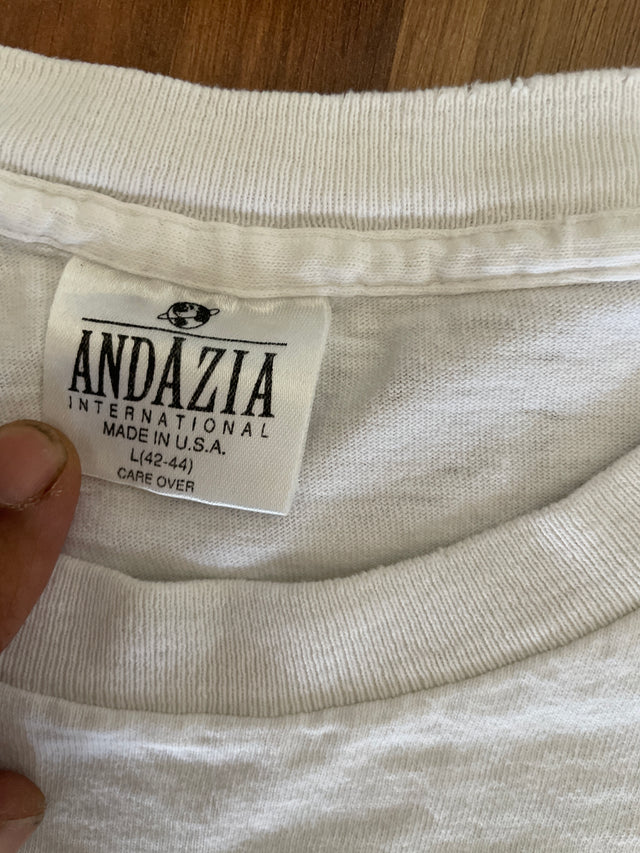 ANDAZIA
INTERNATIONAL
MADE IN U.S.A.
L(42-44)
CARE OVER